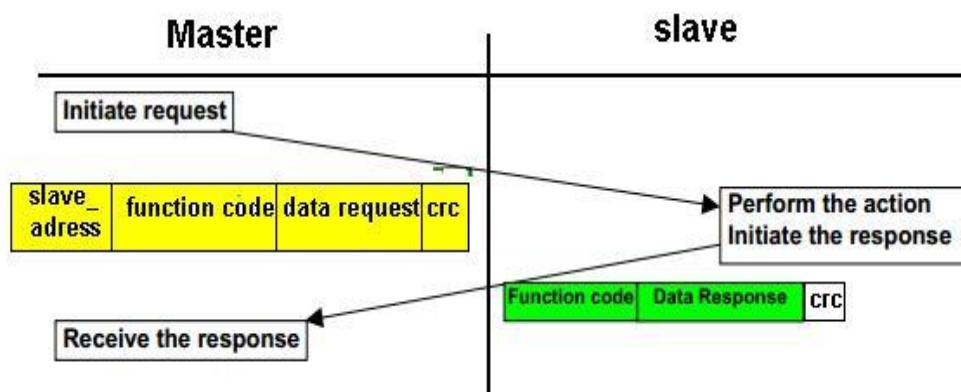 Master
slave
Initiate request
slave_
adress
function code
data request
crc
Perform the action
Initiate the response
Function code
Data Response
crc
Receive the response